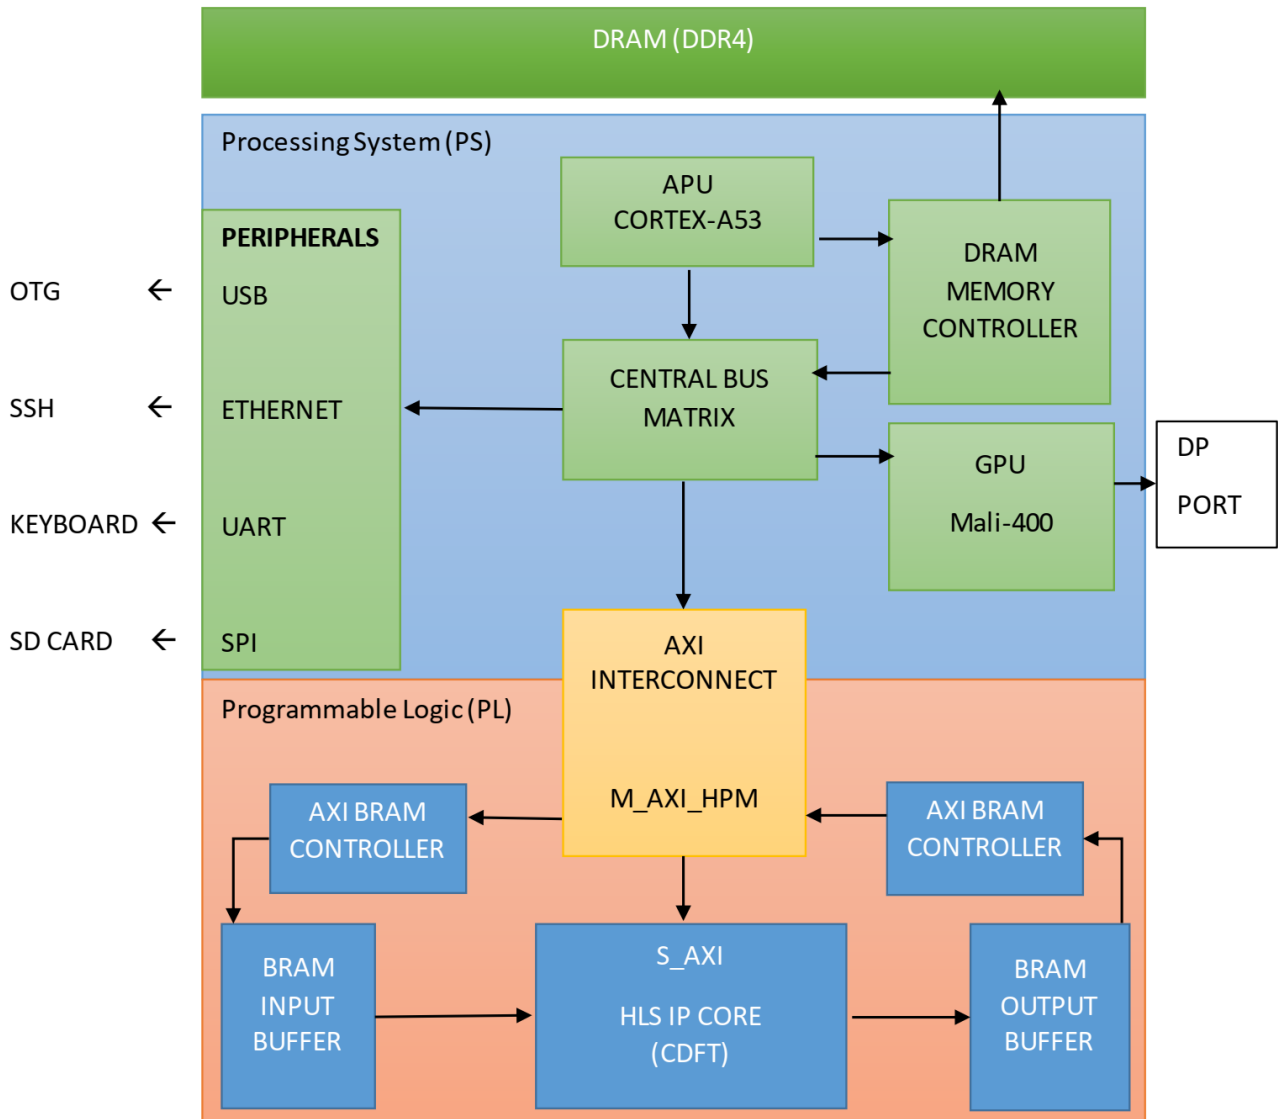 DRAM (DDR4)
Processing System (PS)
APU
CORTEX-A53
DRAM
MEMORY
CONTROLLER
PERIPHERALS
OTG ← USB
SSH ← ETHERNET
KEYBOARD ← UART
SD CARD ← SPI
CENTRAL BUS
MATRIX
GPU
Mali-400
DP
PORT
AXI
INTERCONNECT
M_AXI_HPM
Programmable Logic (PL)
AXI BRAM
CONTROLLER
AXI BRAM
CONTROLLER
BRAM
INPUT
BUFFER
S_AXI
HLS IP CORE
(CDFT)
BRAM
OUTPUT
BUFFER